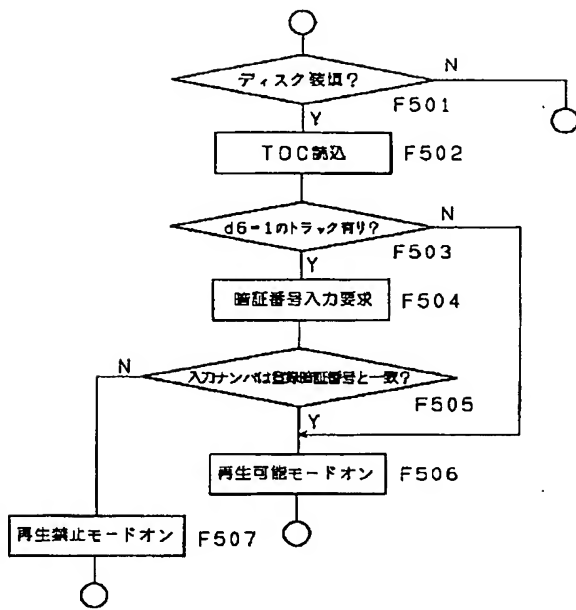 ディスク装填?
N
F501
Y
TOC読込
F502
d6=1のトラック有り?
N
F503
Y
暗証番号入力要求
F504
N
入力ナンバは登録暗証番号と一致?
F505
Y
再生可能モードオン
F506
再生禁止モードオン
F507